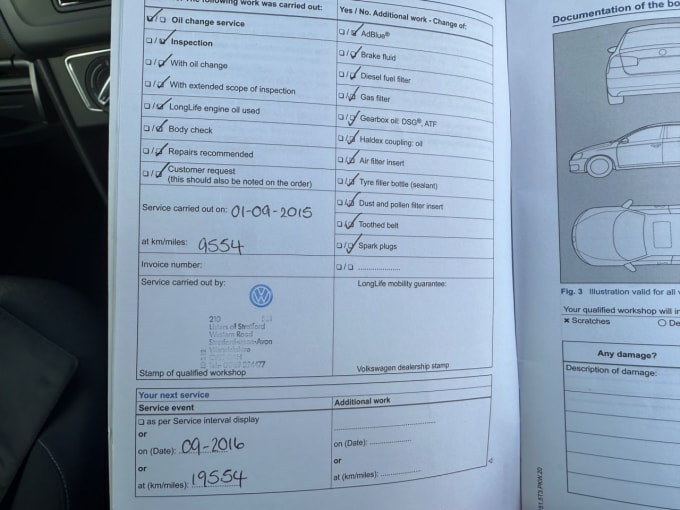 following work was carried out:
Oil change service
Inspection
With oil change
With extended scope of inspection
LongLife engine oil used
Body check
Repairs recommended
Customer request
(this should also be noted on the order)
Service carried out on: 01-09-2015
at km/miles: 9554
Invoice number:
Service carried out by:
of Stratford
Road
Avon
Stamp of qualified workshop
Yes / No. Additional work - Change of:
AdBlue®
Brake fluid
Diesel fuel filter
Gas filter
Gearbox oil: DSG®, ATF
Haldex coupling: oil
Air filter insert
Tyre filler bottle (sealant)
Dust and pollen filter insert
Toothed belt
Spark plugs
LongLife mobility guarantee:
Volkswagen dealership stamp
Your next service
Service event
as per Service interval display
or
on (Date): 09-2016
or
at (km/miles): 19554
Additional work
on (Date):
or
at (km/miles):
Documentation of the bo
Fig. 3 Illustration valid for all
Your qualified workshop will in
× Scratches O De
Any damage?
Description of damage: